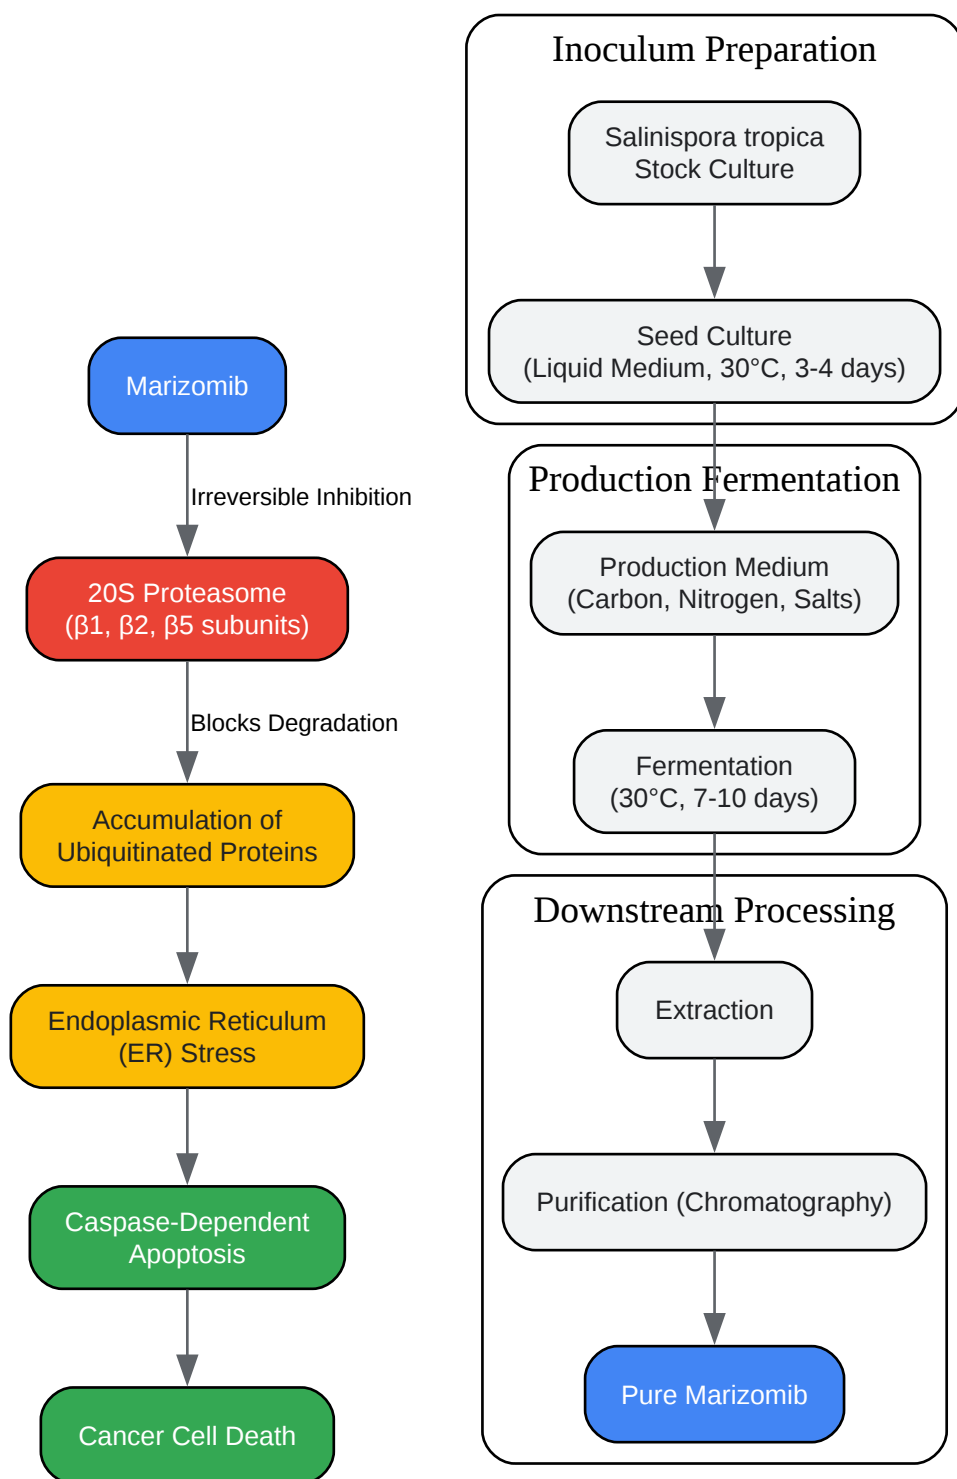 Marizomib
Irreversible Inhibition
20S Proteasome
(β1, β2, β5 subunits)
Blocks Degradation
Accumulation of
Ubiquitinated Proteins
Endoplasmic Reticulum
(ER) Stress
Caspase-Dependent
Apoptosis
Cancer Cell Death
Inoculum Preparation
Salinispora tropica
Stock Culture
Seed Culture
(Liquid Medium, 30°C, 3-4 days)
Production Fermentation
Production Medium
(Carbon, Nitrogen, Salts)
Fermentation
(30°C, 7-10 days)
Downstream Processing
Extraction
Purification (Chromatography)
Pure Marizomib